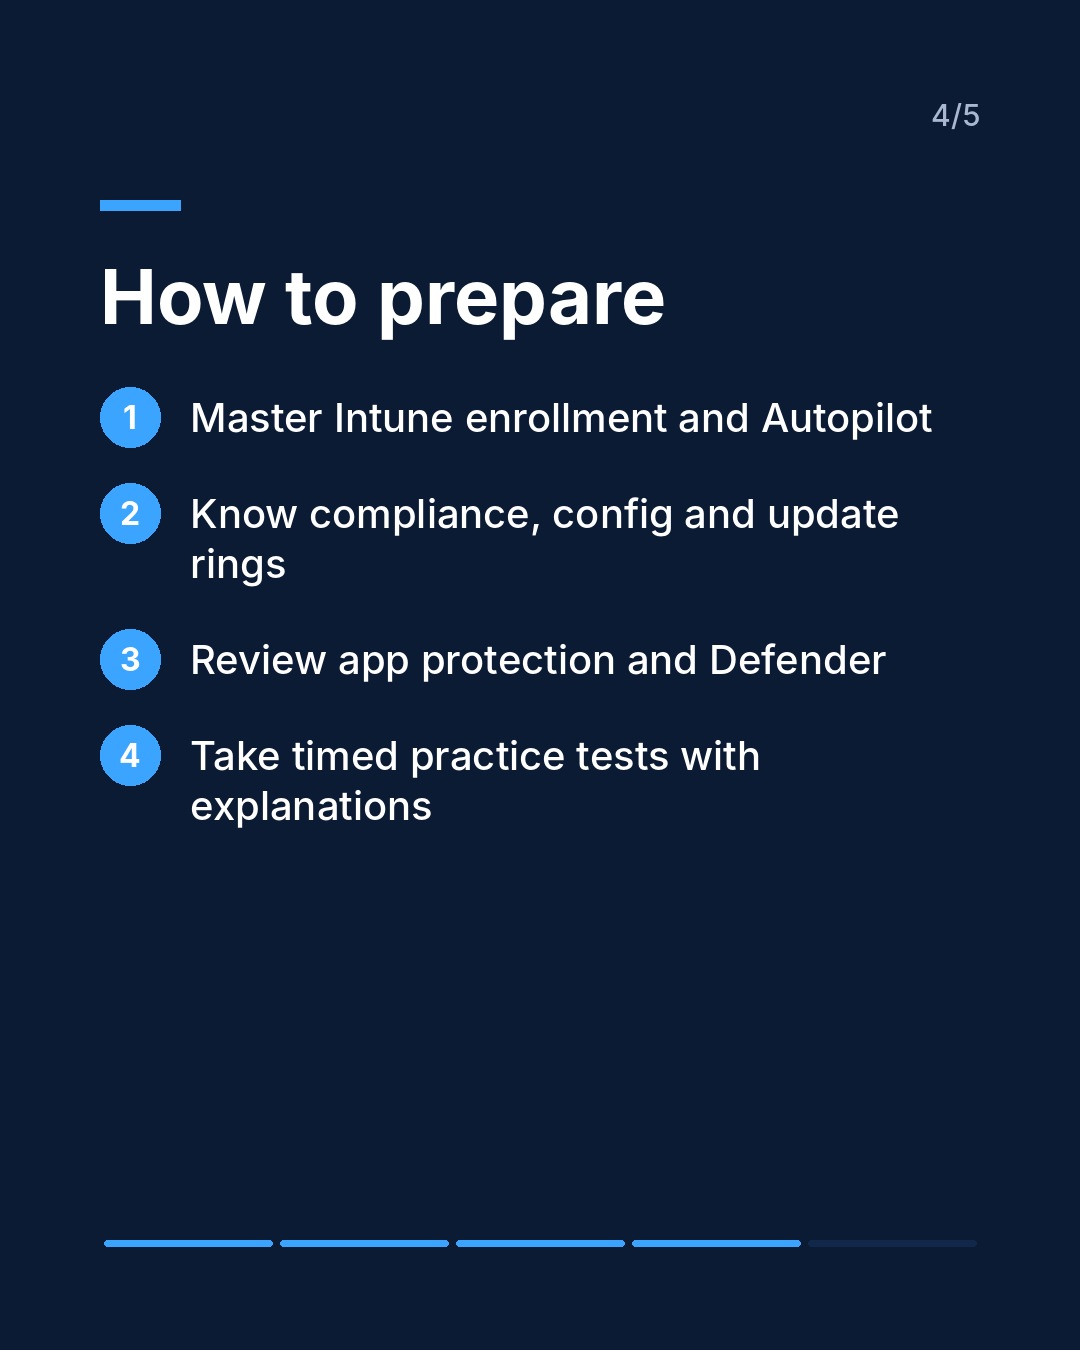 4/5
How to prepare
1 Master Intune enrollment and Autopilot
2 Know compliance, config and update
rings
3 Review app protection and Defender
4 Take timed practice tests with
explanations